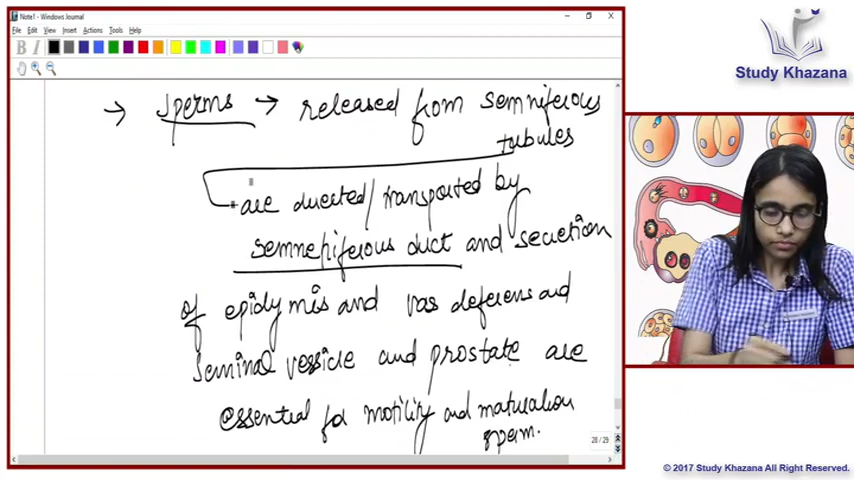 Note1 - Windows Journal
File Edit View Insert Actions Tools Help
B I
Study Khazana
→ sperms → released from semniferous
tubules
are ducted/transported by
semnepiferous duct and secretion
of epidymis and vas deferens and
seminal vessicle and prostate are
essential for motility and maturation
sperm.
28 / 29
© 2017 Study Khazana All Right Reserved.